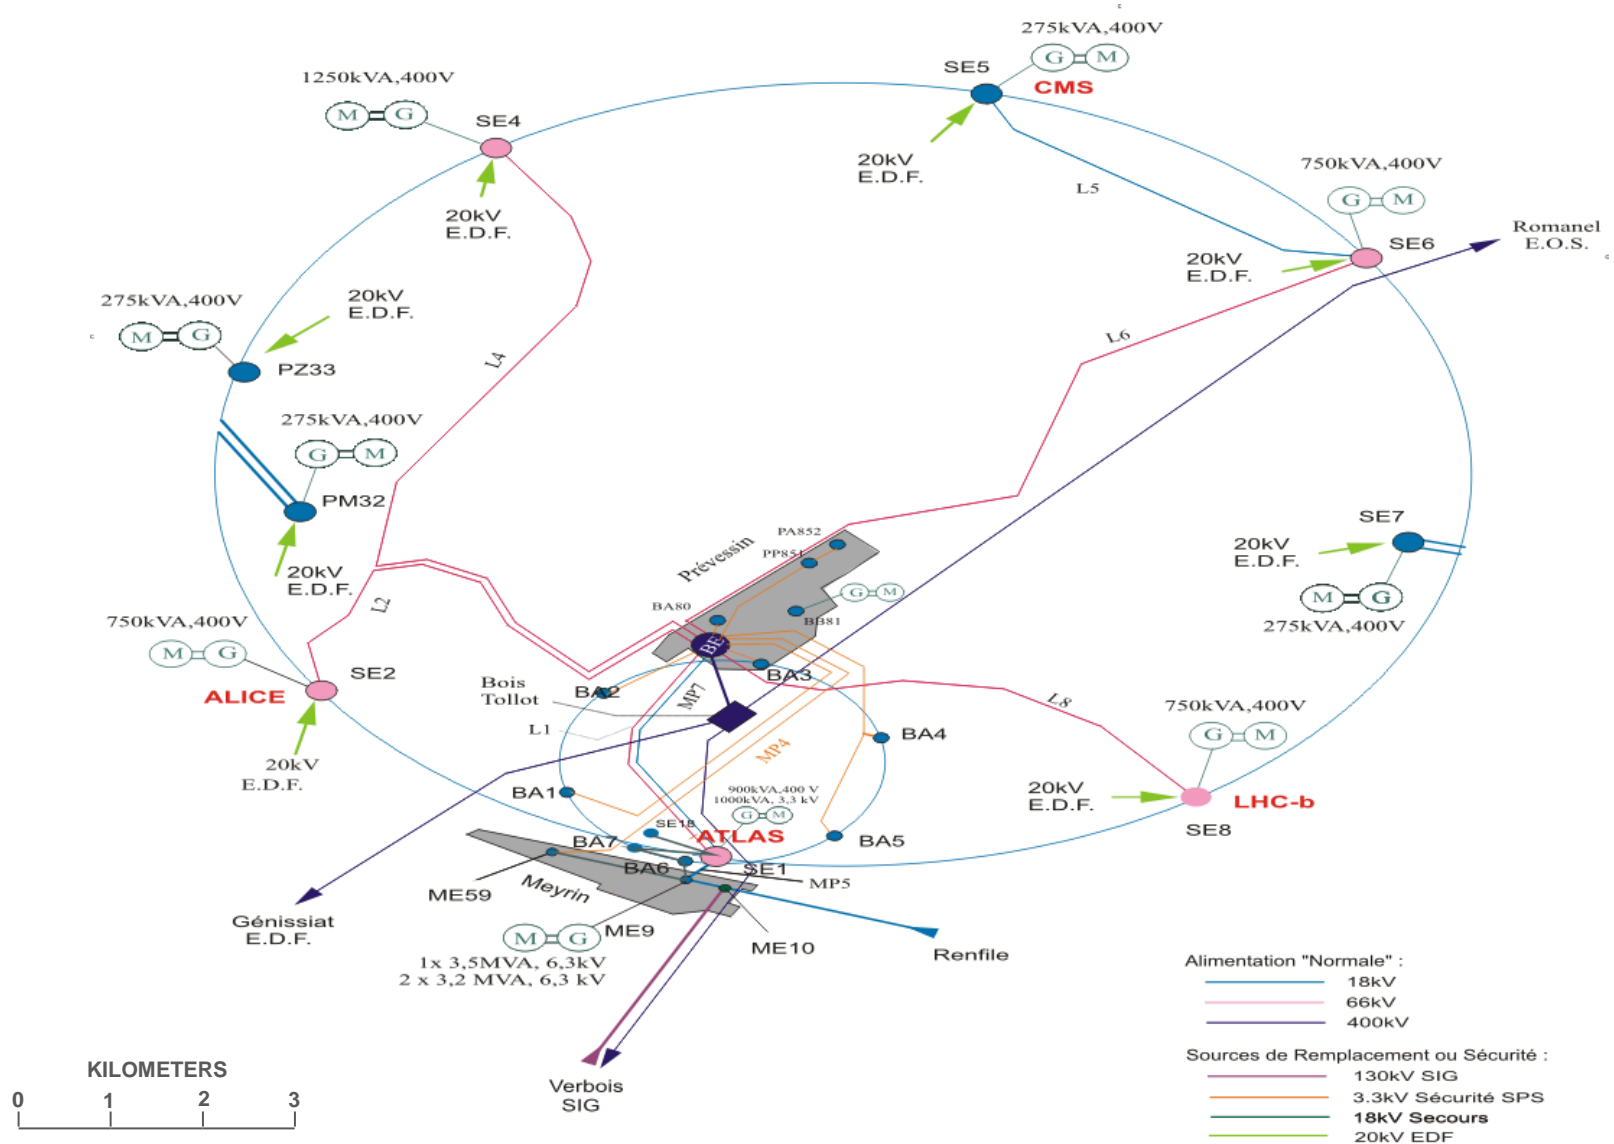 275kVA,400V
G M
SE5
CMS
1250kVA,400V
M G
SE4
20kV
E.D.F.
750kVA,400V
G M
L5
20kV
E.D.F.
Romanel
E.O.S.
SE6
20kV
E.D.F.
275kVA,400V
M G
20kV
E.D.F.
PZ33
L4
L6
275kVA,400V
G M
PM32
SE7
PA852
PP851
Prévessin
20kV
E.D.F.
20kV
E.D.F.
G M
M G
275kVA,400V
L2
BA80
BB81
750kVA,400V
M G
BE
SE2
ALICE
BA3
Bois
Tollot
BA2
MP7
L8
750kVA,400V
G M
L1
BA4
MP4
20kV
E.D.F.
BA1
900kVA,400 V
1000kVA, 3,3 kV
G M
20kV
E.D.F.
LHC-b
SE8
SE18
ATLAS
BA7
BA5
BA6
SE1
MP5
ME59
Meyrin
Génissiat
E.D.F.
M G
ME9
ME10
Renfile
1x 3,5MVA, 6,3kV
2 x 3,2 MVA, 6,3 kV
Verbois
SIG
KILOMETERS
0 1 2 3
Alimentation "Normale" :
18kV
66kV
400kV
Sources de Remplacement ou Sécurité :
130kV SIG
3.3kV Sécurité SPS
18kV Secours
20kV EDF